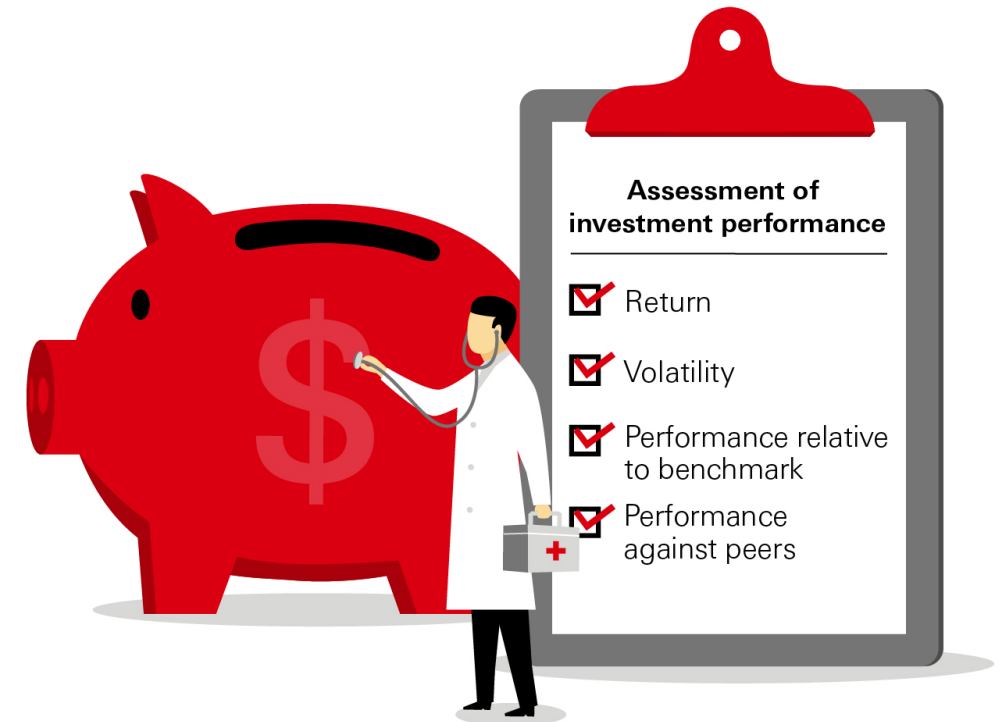 $
Assessment of
investment performance
Return
Volatility
Performance relative
to benchmark
Performance
against peers